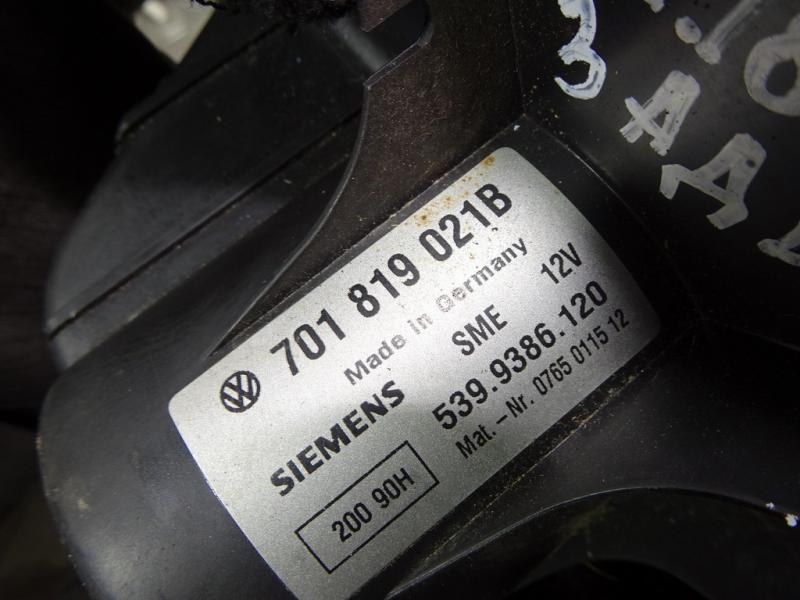 701 819 021B
Made in Germany
SIEMENS SME 12V
539.9386.120
Mat.-Nr. 0765 0115 12
200 90H